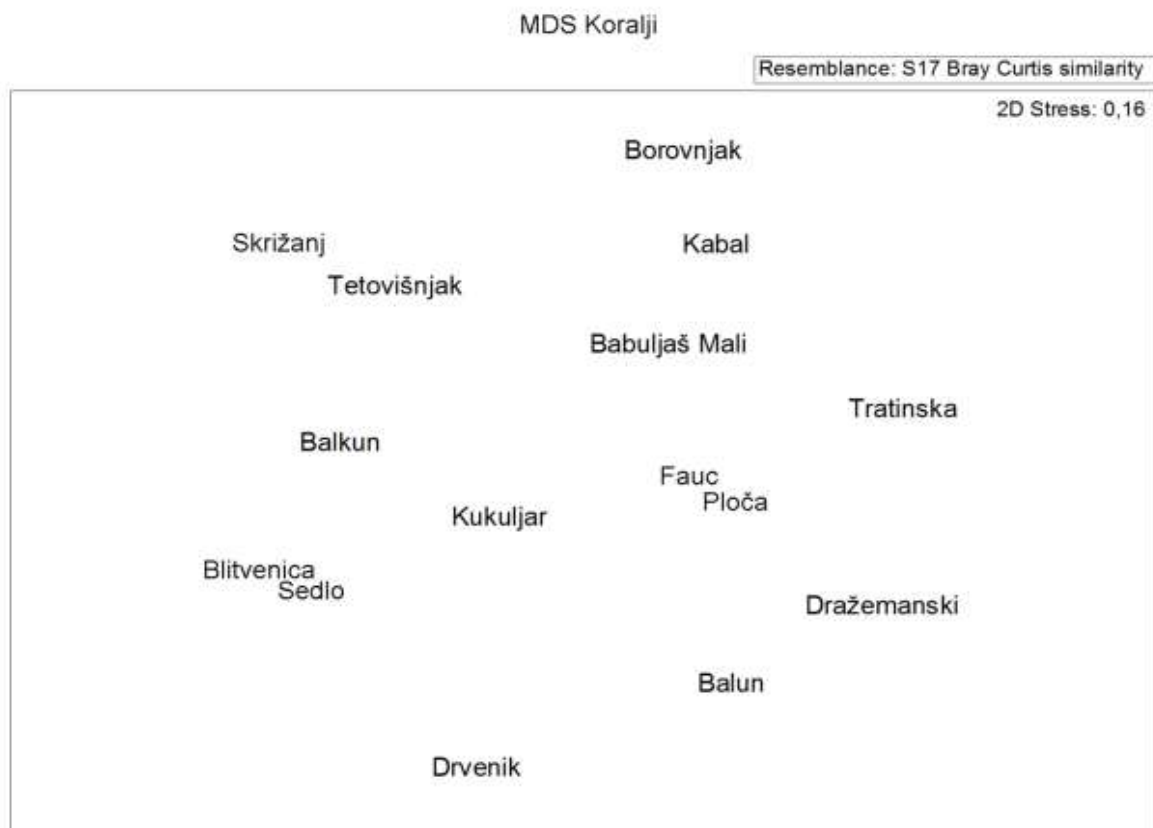 MDS Koralji
Resemblance: S17 Bray Curtis similarity
2D Stress: 0,16
Borovnjak
Skrižanj
Kabal
Tetovišnjak
Babuljaš Mali
Tratinska
Balkun
Fauc
Ploča
Kukuljar
Blitvenica
Sedlo
Dražemanski
Balun
Drvenik